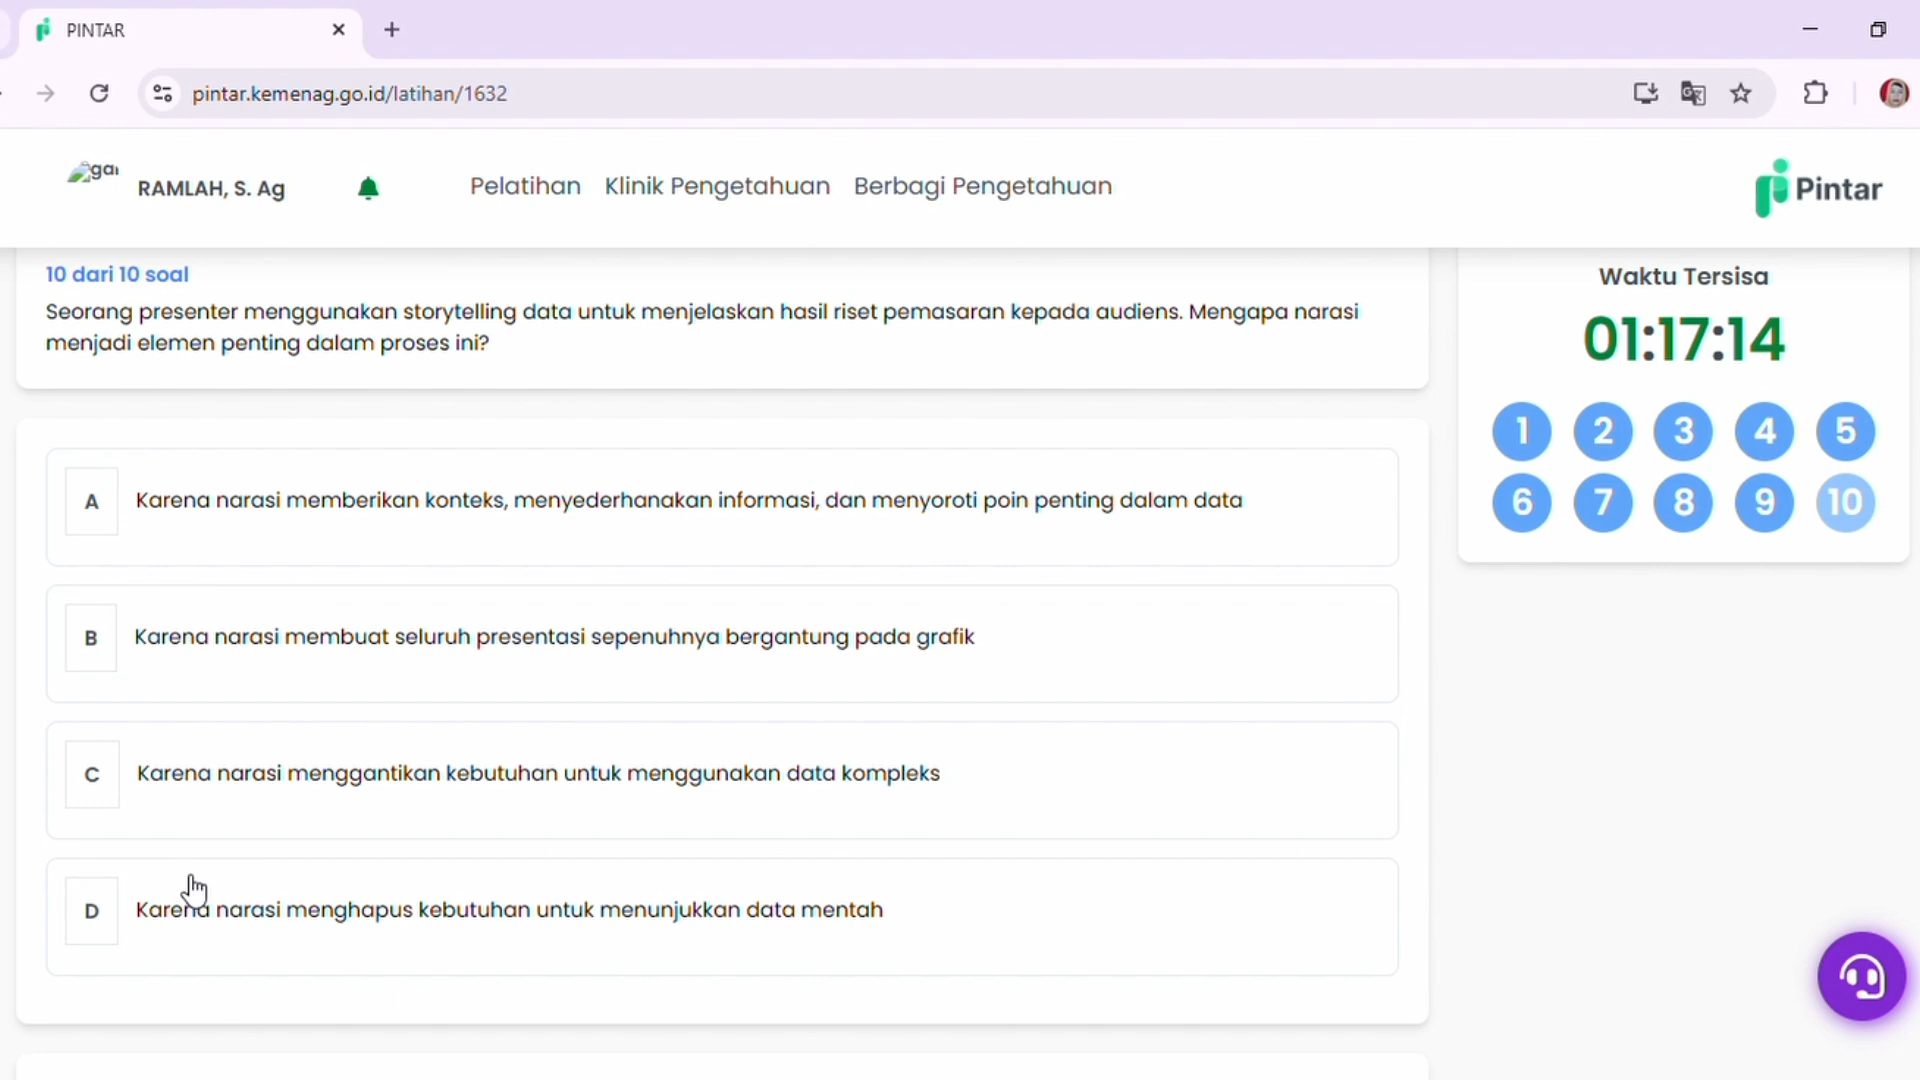 PINTAR
pintar.kemenag.go.id/latihan/1632
gar
RAMLAH, S. Ag
Pelatihan
Klinik Pengetahuan
Berbagi Pengetahuan
Pintar
10 dari 10 soal
Seorang presenter menggunakan storytelling data untuk menjelaskan hasil riset pemasaran kepada audiens. Mengapa narasi
menjadi elemen penting dalam proses ini?
A
Karena narasi memberikan konteks, menyederhanakan informasi, dan menyoroti poin penting dalam data
B
Karena narasi membuat seluruh presentasi sepenuhnya bergantung pada grafik
C
Karena narasi menggantikan kebutuhan untuk menggunakan data kompleks
D
Karena narasi menghapus kebutuhan untuk menunjukkan data mentah
Waktu Tersisa
01:17:14
1 2 3 4 5
6 7 8 9 10